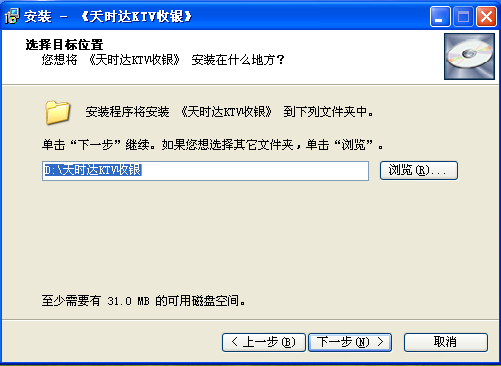 安装 - 《天时达KTV收银》
选择目标位置
您想将 《天时达KTV收银》 安装在什么地方?
安装程序将安装 《天时达KTV收银》 到下列文件夹中。
单击“下一步”继续。如果您想选择其它文件夹，单击“浏览”。
D:\天时达KTV收银
浏览(R)...
至少需要有 31.0 MB 的可用磁盘空间。
< 上一步(B)
下一步(N) >
取消